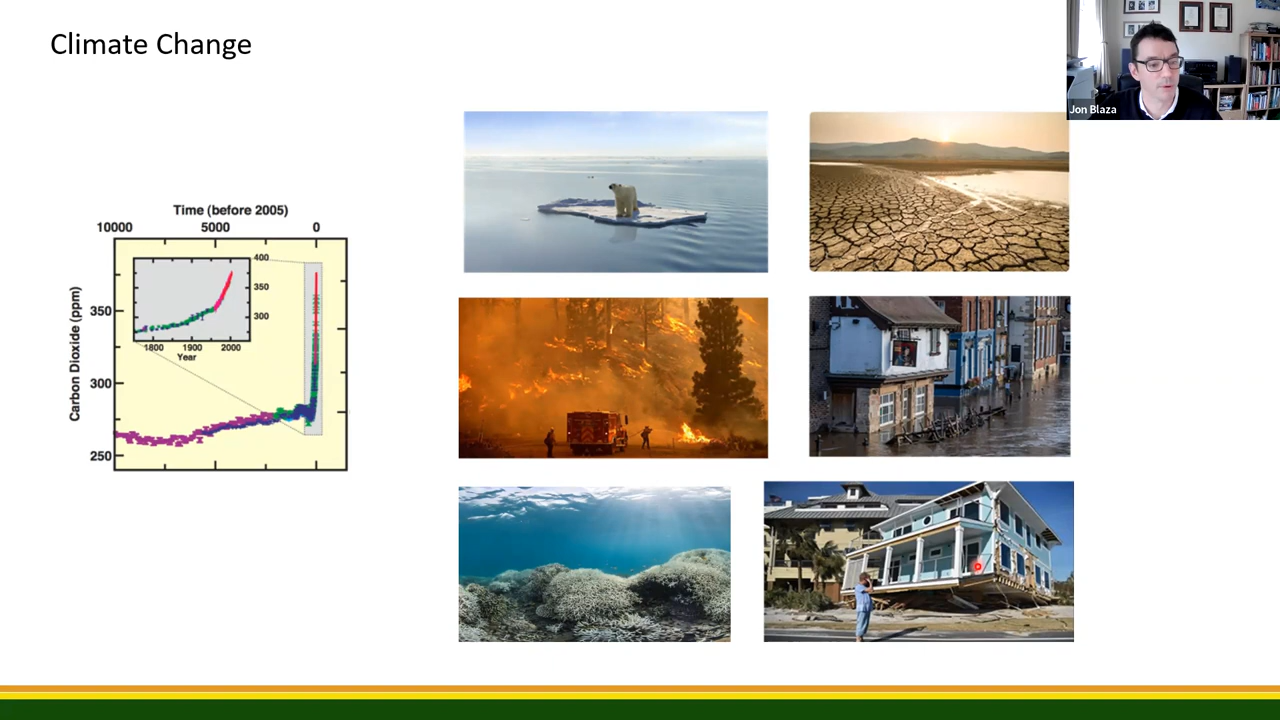 Climate Change
Jon Blaza
Time (before 2005)
10000 5000 0
Carbon Dioxide (ppm)
350
300
250
400
350
300
1800 1900 2000
Year